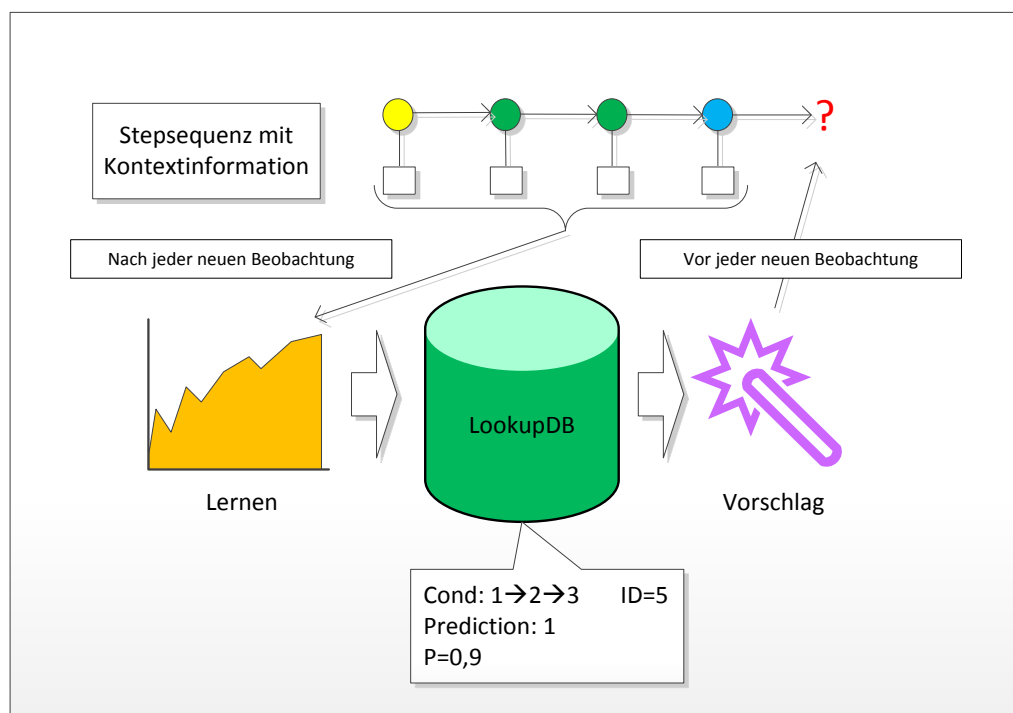 Stepsequenz mit
Kontextinformation
?
Nach jeder neuen Beobachtung
Vor jeder neuen Beobachtung
LookupDB
Lernen
Vorschlag
Cond: 1→2→3 ID=5
Prediction: 1
P=0,9